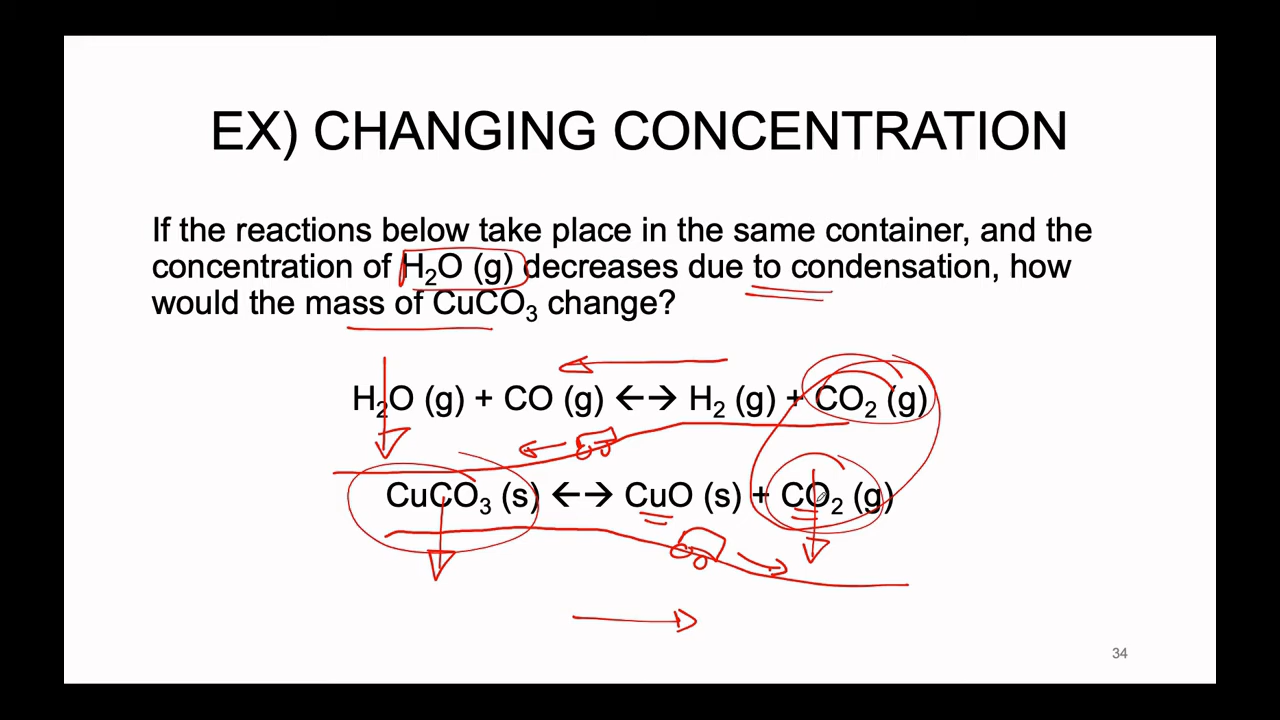 EX) CHANGING CONCENTRATION
If the reactions below take place in the same container, and the
concentration of H₂O (g) decreases due to condensation, how
would the mass of CuCO₃ change?
H₂O (g) + CO (g) ←→ H₂ (g) + CO₂ (g)
CuCO₃ (s) ←→ CuO (s) + CO₂ (g)
34